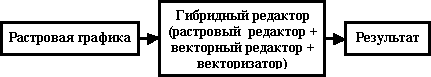 Растровая графика
Гибридный редактор
(растровый редактор +
векторный редактор +
векторизатор)
Результат